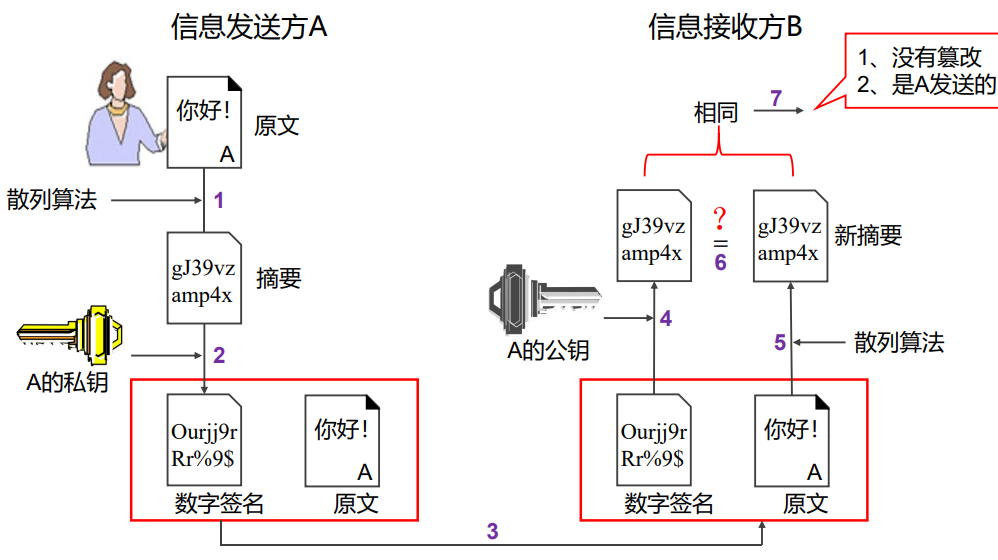 信息发送方A
信息接收方B
你好！
A
原文
散列算法
1
gJ39vz
amp4x
摘要
A的私钥
2
Ourjj9r
Rr%9$
数字签名
你好！
A
原文
3
Ourjj9r
Rr%9$
数字签名
你好！
A
原文
A的公钥
4
5
散列算法
gJ39vz
amp4x
?
=
6
gJ39vz
amp4x
新摘要
相同
7
1、没有篡改
2、是A发送的